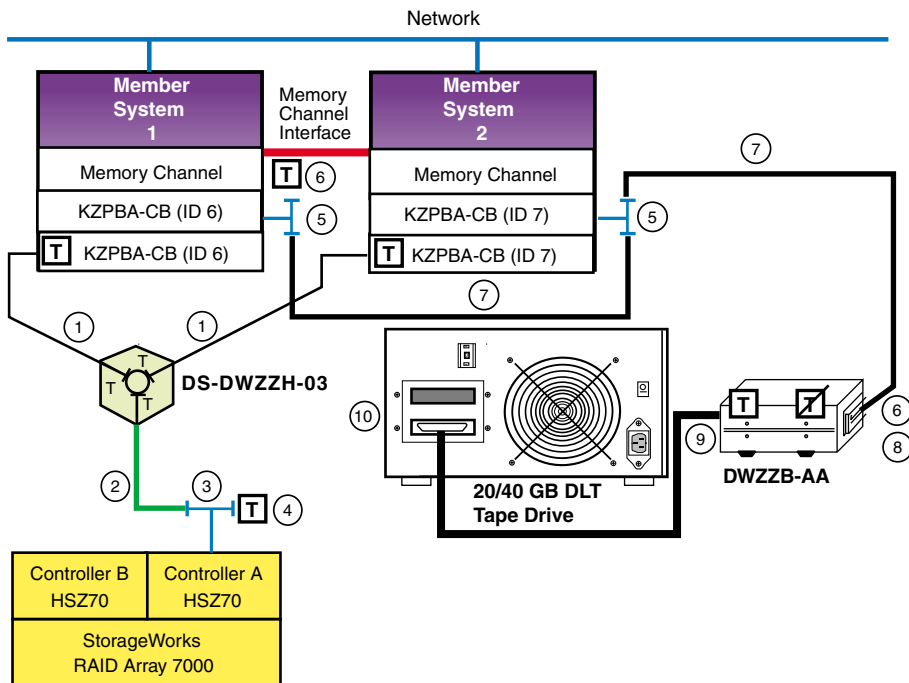 Network
Member
System
1
Memory
Channel
Interface
Member
System
2
7
Memory Channel
T 6
Memory Channel
KZPBA-CB (ID 6)
5
KZPBA-CB (ID 7)
5
T KZPBA-CB (ID 6)
T KZPBA-CB (ID 7)
7
1
1
T
T
T
DS-DWZZH-03
10
T
T
6
9
8
DWZZB-AA
2
3
T 4
20/40 GB DLT
Tape Drive
Controller B
HSZ70
Controller A
HSZ70
StorageWorks
RAID Array 7000